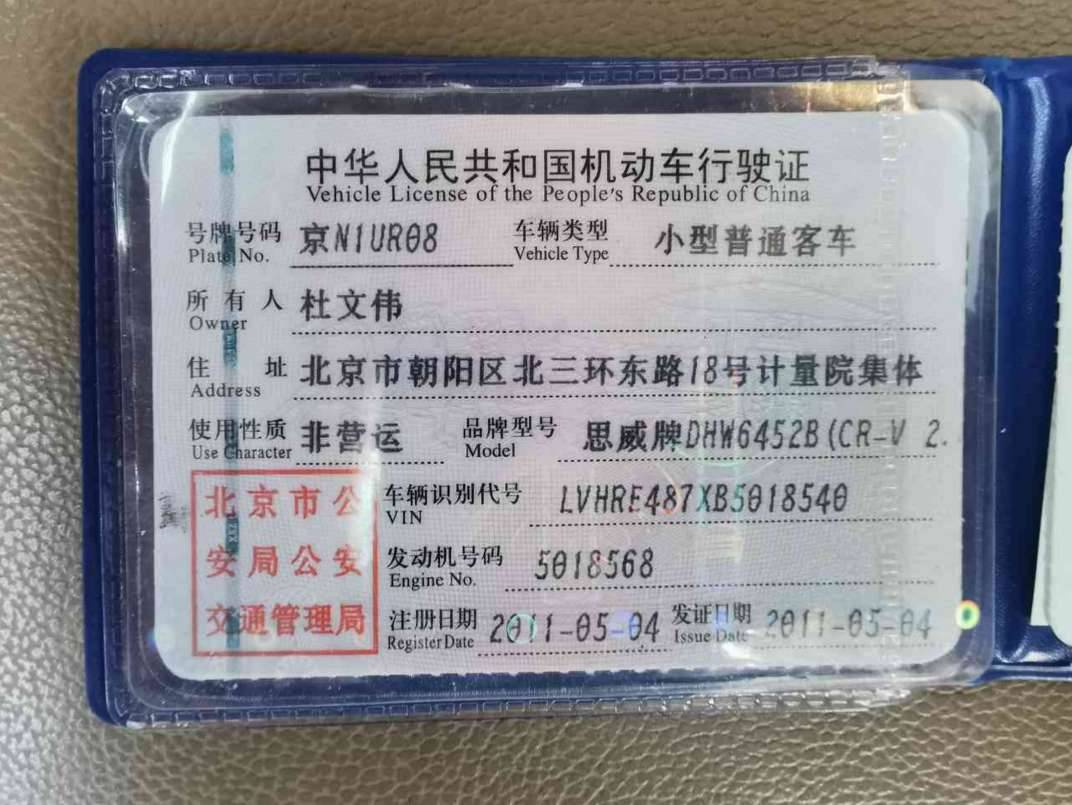 中华人民共和国机动车行驶证
Vehicle License of the People's Republic of China
号牌号码 京N1UR08 车辆类型 小型普通客车
Plate No. Vehicle Type
所有人 杜文伟
Owner
住址 北京市朝阳区北三环东路18号计量院集体
Address
使用性质 非营运 品牌型号 思威牌DHW6452B(CR-V 2.
Use Character Model
北京市公
安局公安
交通管理局
车辆识别代号 LVHRE487XB5018540
VIN
发动机号码 5018568
Engine No.
注册日期 2011-05-04 发证日期 2011-05-04
Register Date Issue Date